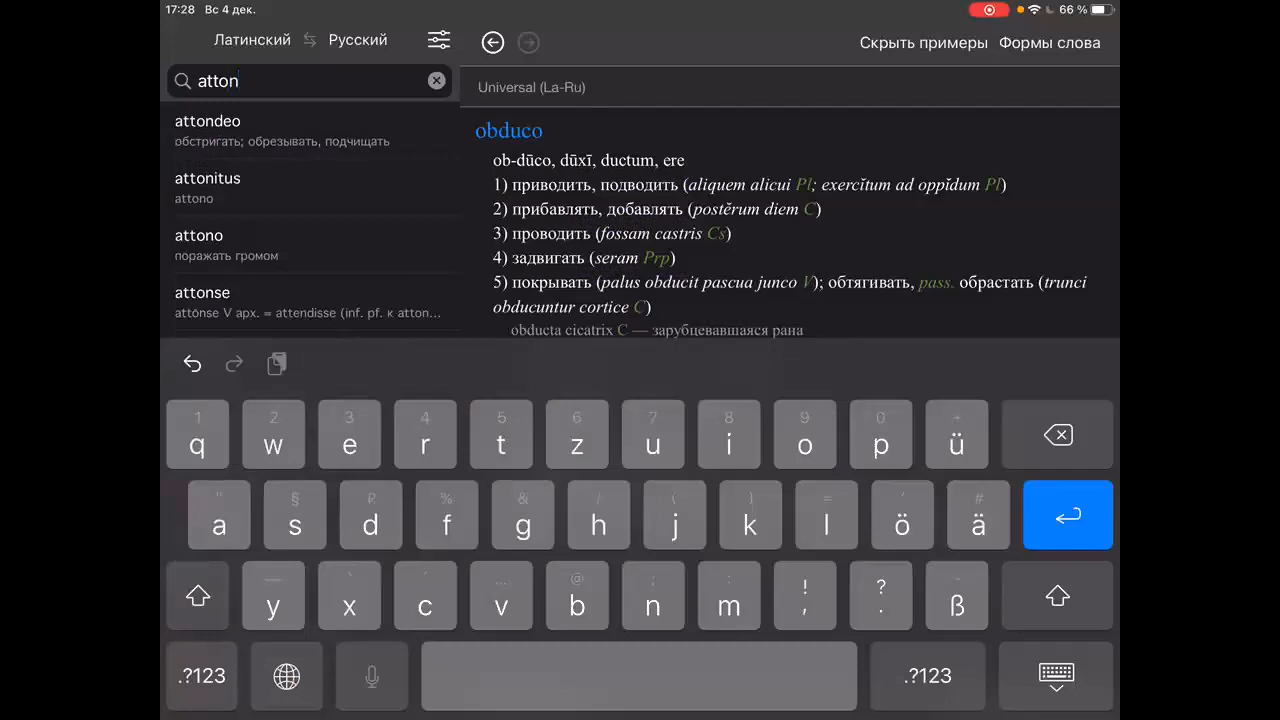 17:28 Вс 4 дек.
66 %
Латинский Русский
Скрыть примеры Формы слова
atton
Universal (La-Ru)
attondeo
обстригать; обрезывать, подчищать
attonitus
attono
attono
поражать громом
attonse
attónse V арх. = attendisse (inf. pf. к atton...
obduco
ob-dūco, dūxī, ductum, ere
1) приводить, подводить (aliquem alicui Pl; exercĭtum ad oppĭdum Pl)
2) прибавлять, добавлять (postĕrum diem C)
3) проводить (fossam castris Cs)
4) задвигать (seram Prp)
5) покрывать (palus obducit pascua junco V); обтягивать, pass. обрастать (trunci
obducuntur cortice C)
obducta cicatrix C — зарубцевавшаяся рана
1 2 3 4 5 6 7 8 9 0 +
q w e r t z u i o p ü
" § ₽ % & / ( ) = ' #
a s d f g h j k l ö ä
— ` ´ ... @ ; : ! ? -
y x c v b n m , . ß
.?123 .?123